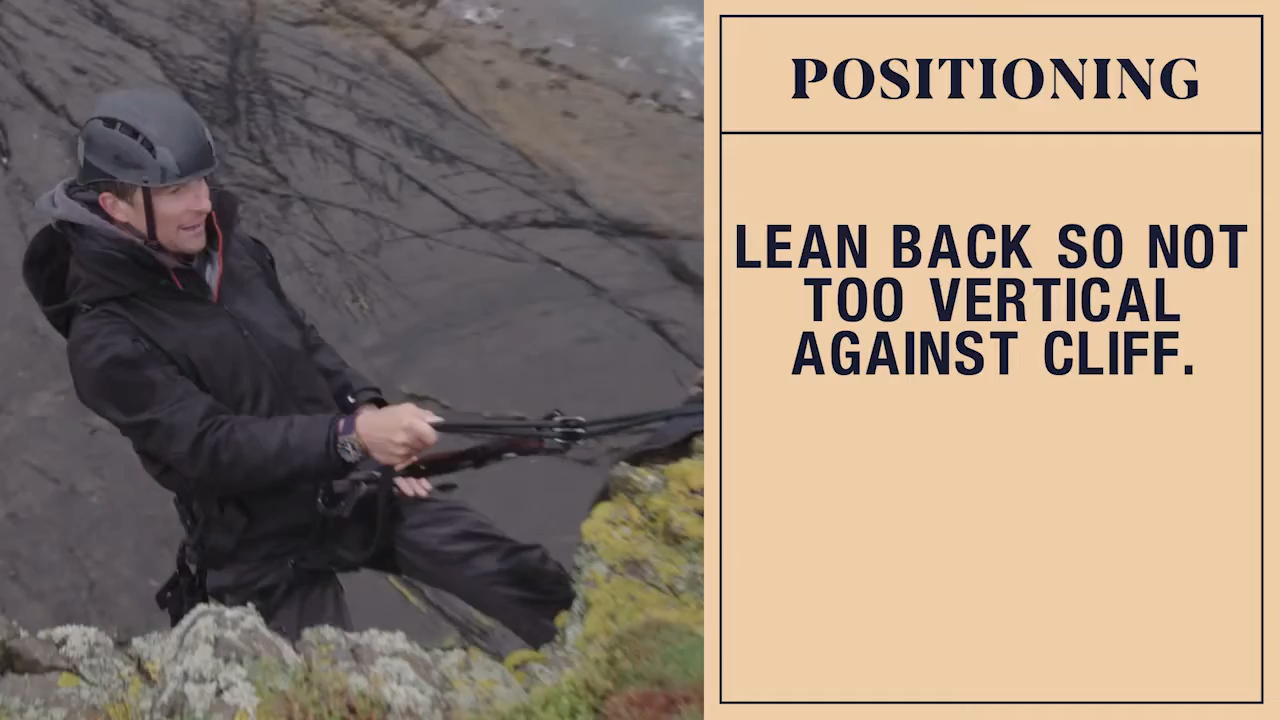 POSITIONING
LEAN BACK SO NOT
TOO VERTICAL
AGAINST CLIFF.